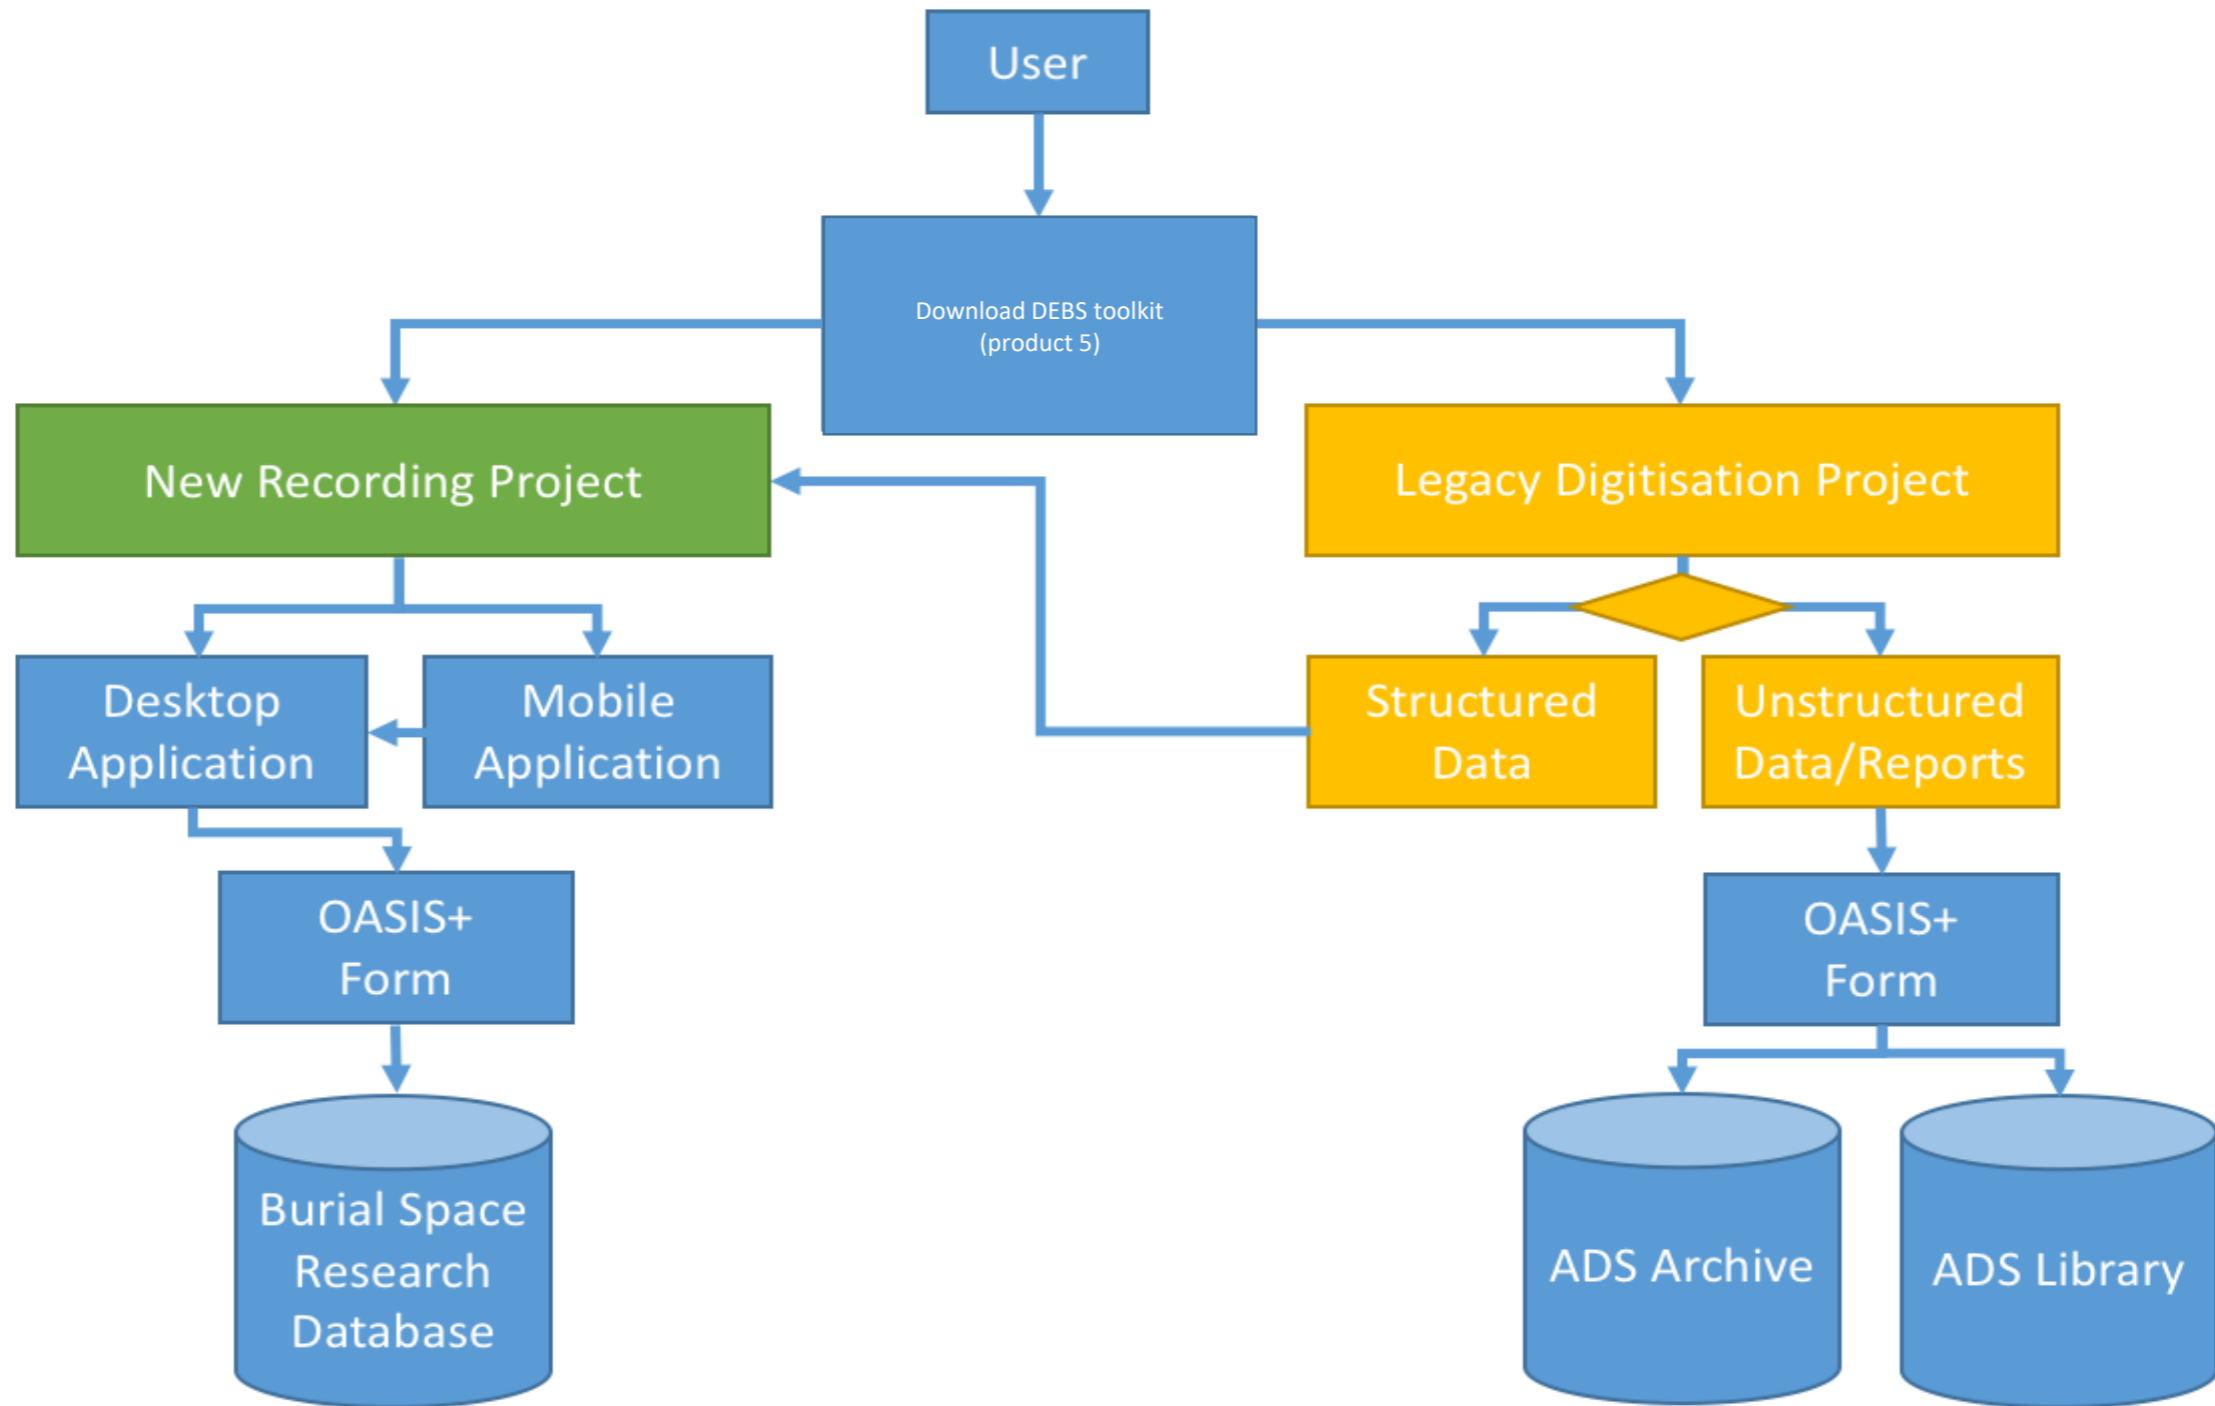 User
Download DEBS toolkit
(product 5)
New Recording Project
Legacy Digitisation Project
Desktop
Application
Mobile
Application
Structured
Data
Unstructured
Data/Reports
OASIS+
Form
OASIS+
Form
Burial Space
Research
Database
ADS Archive
ADS Library